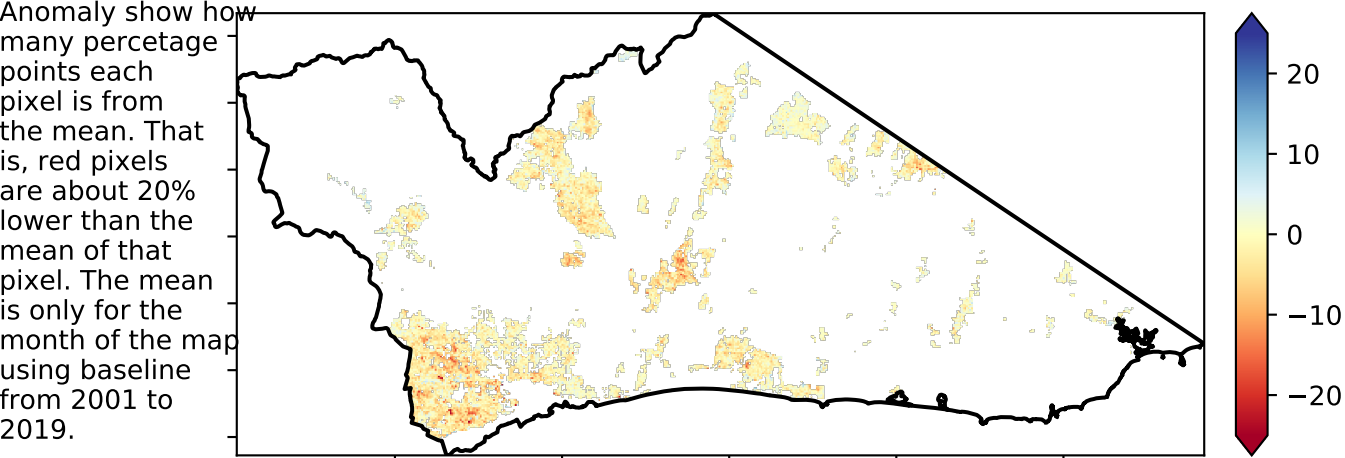 Anomaly show how
many percetage
points each
pixel is from
the mean. That
is, red pixels
are about 20%
lower than the
mean of that
pixel. The mean
is only for the
month of the map
using baseline
from 2001 to
2019.
20
10
0
−10
−20